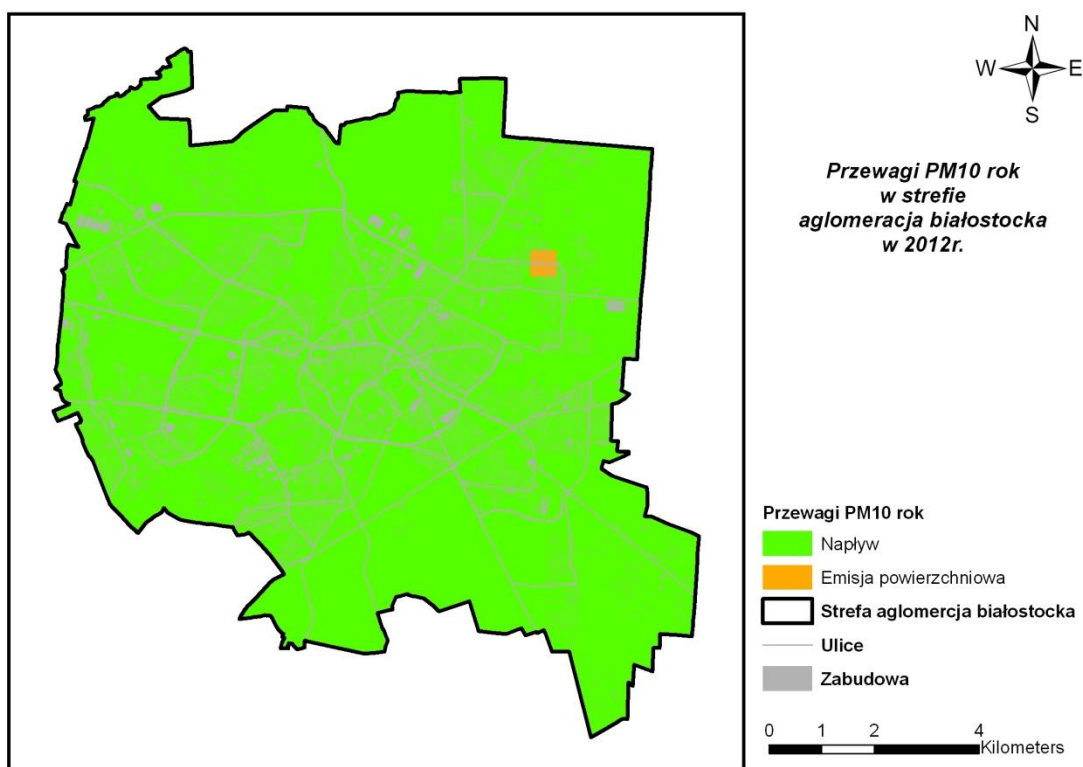 N
W E
S
Przewagi PM10 rok
w strefie
aglomeracja białostocka
w 2012r.
Przewagi PM10 rok
Napływ
Emisja powierzchniowa
Strefa aglomercja białostocka
Ulice
Zabudowa
0 1 2 4
Kilometers